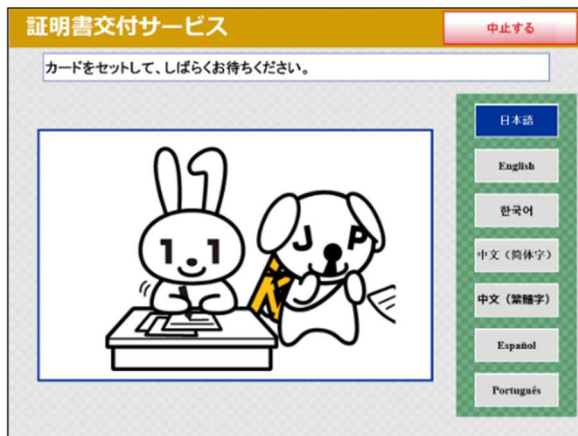 証明書交付サービス
中止する
カードをセットして、しばらくお待ちください。
日本語
English
한국어
中文（简体字）
中文（繁體字）
Español
Português
1 1
J P